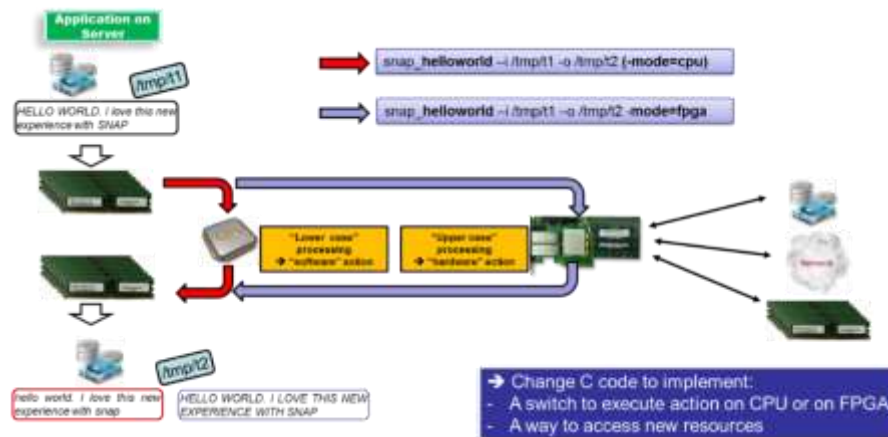 Application on
Server
/tmp/t1
HELLO WORLD. I love this new
experience with SNAP
snap_helloworld –i /tmp/t1 -o /tmp/t2 (-mode=cpu)
snap_helloworld –i /tmp/t1 –o /tmp/t2 -mode=fpga
"Lower case"
processing
➔ "software" action
"Upper case"
processing
➔ "hardware" action
/tmp/t2
hello world. I love this new
experience with snap
HELLO WORLD. I LOVE THIS NEW
EXPERIENCE WITH SNAP
➔ Change C code to implement:
- A switch to execute action on CPU or on FPGA
- A way to access new resources